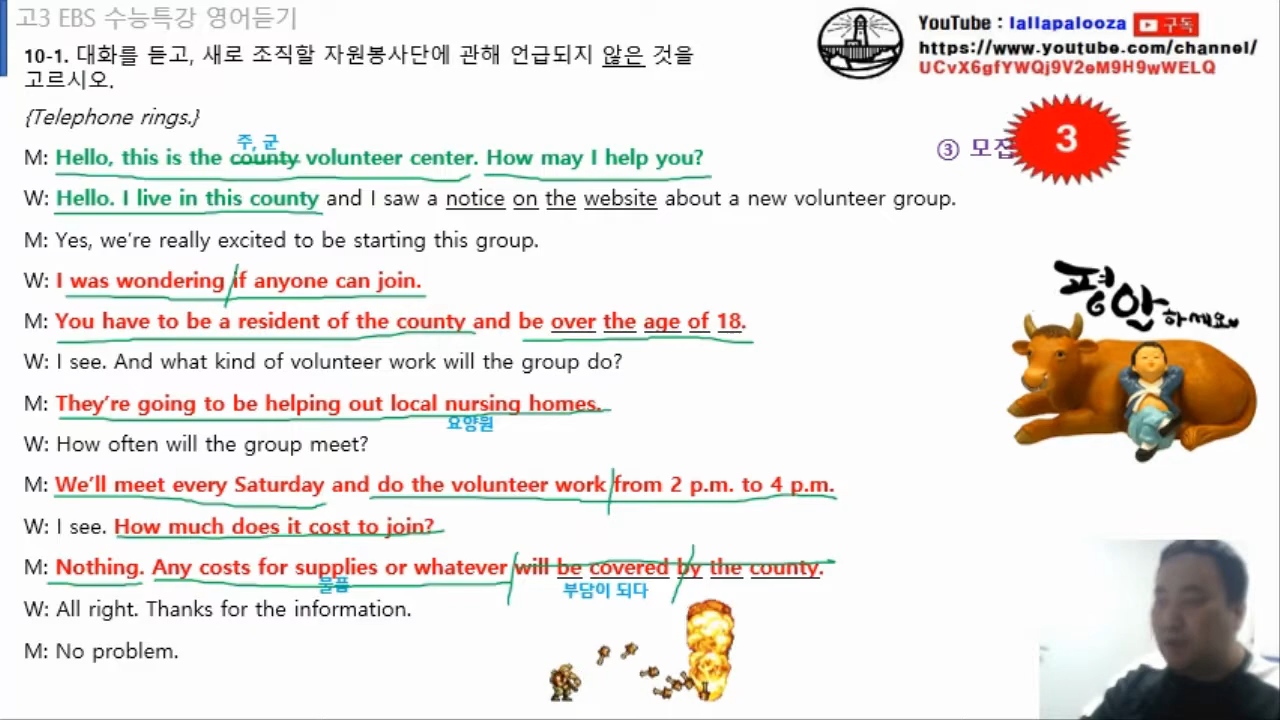 고3 EBS 수능특강 영어듣기
YouTube : lallapalooza 구독
https://www.youtube.com/channel/
UCvX6gfYWQj9V2eM9H9wWELQ
10-1. 대화를 듣고, 새로 조직할 자원봉사단에 관해 언급되지 않은 것을
고르시오.
{Telephone rings.}
주, 군
M: Hello, this is the county volunteer center. How may I help you?
③ 모집
3
W: Hello. I live in this county and I saw a notice on the website about a new volunteer group.
M: Yes, we're really excited to be starting this group.
W: I was wondering if anyone can join.
M: You have to be a resident of the county and be over the age of 18.
평안하세요
W: I see. And what kind of volunteer work will the group do?
M: They're going to be helping out local nursing homes.
요양원
W: How often will the group meet?
M: We'll meet every Saturday and do the volunteer work from 2 p.m. to 4 p.m.
W: I see. How much does it cost to join?
M: Nothing. Any costs for supplies or whatever will be covered by the county.
물품 부담이 되다
W: All right. Thanks for the information.
M: No problem.